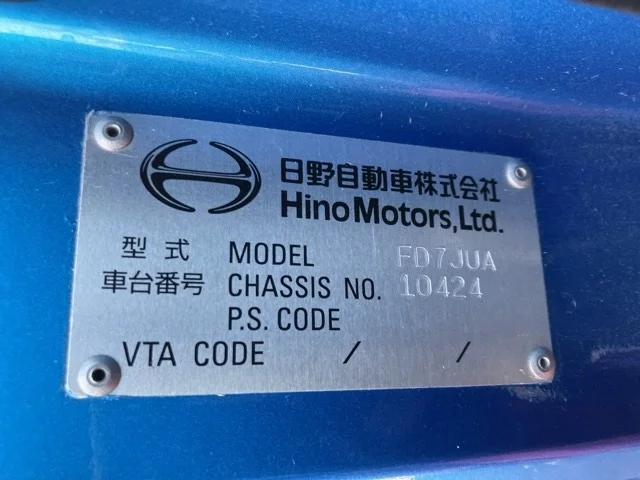 日野自動車株式会社
Hino Motors, Ltd.
型式 MODEL FD7JUA
車台番号 CHASSIS NO. 10424
P.S. CODE
VTA CODE / /